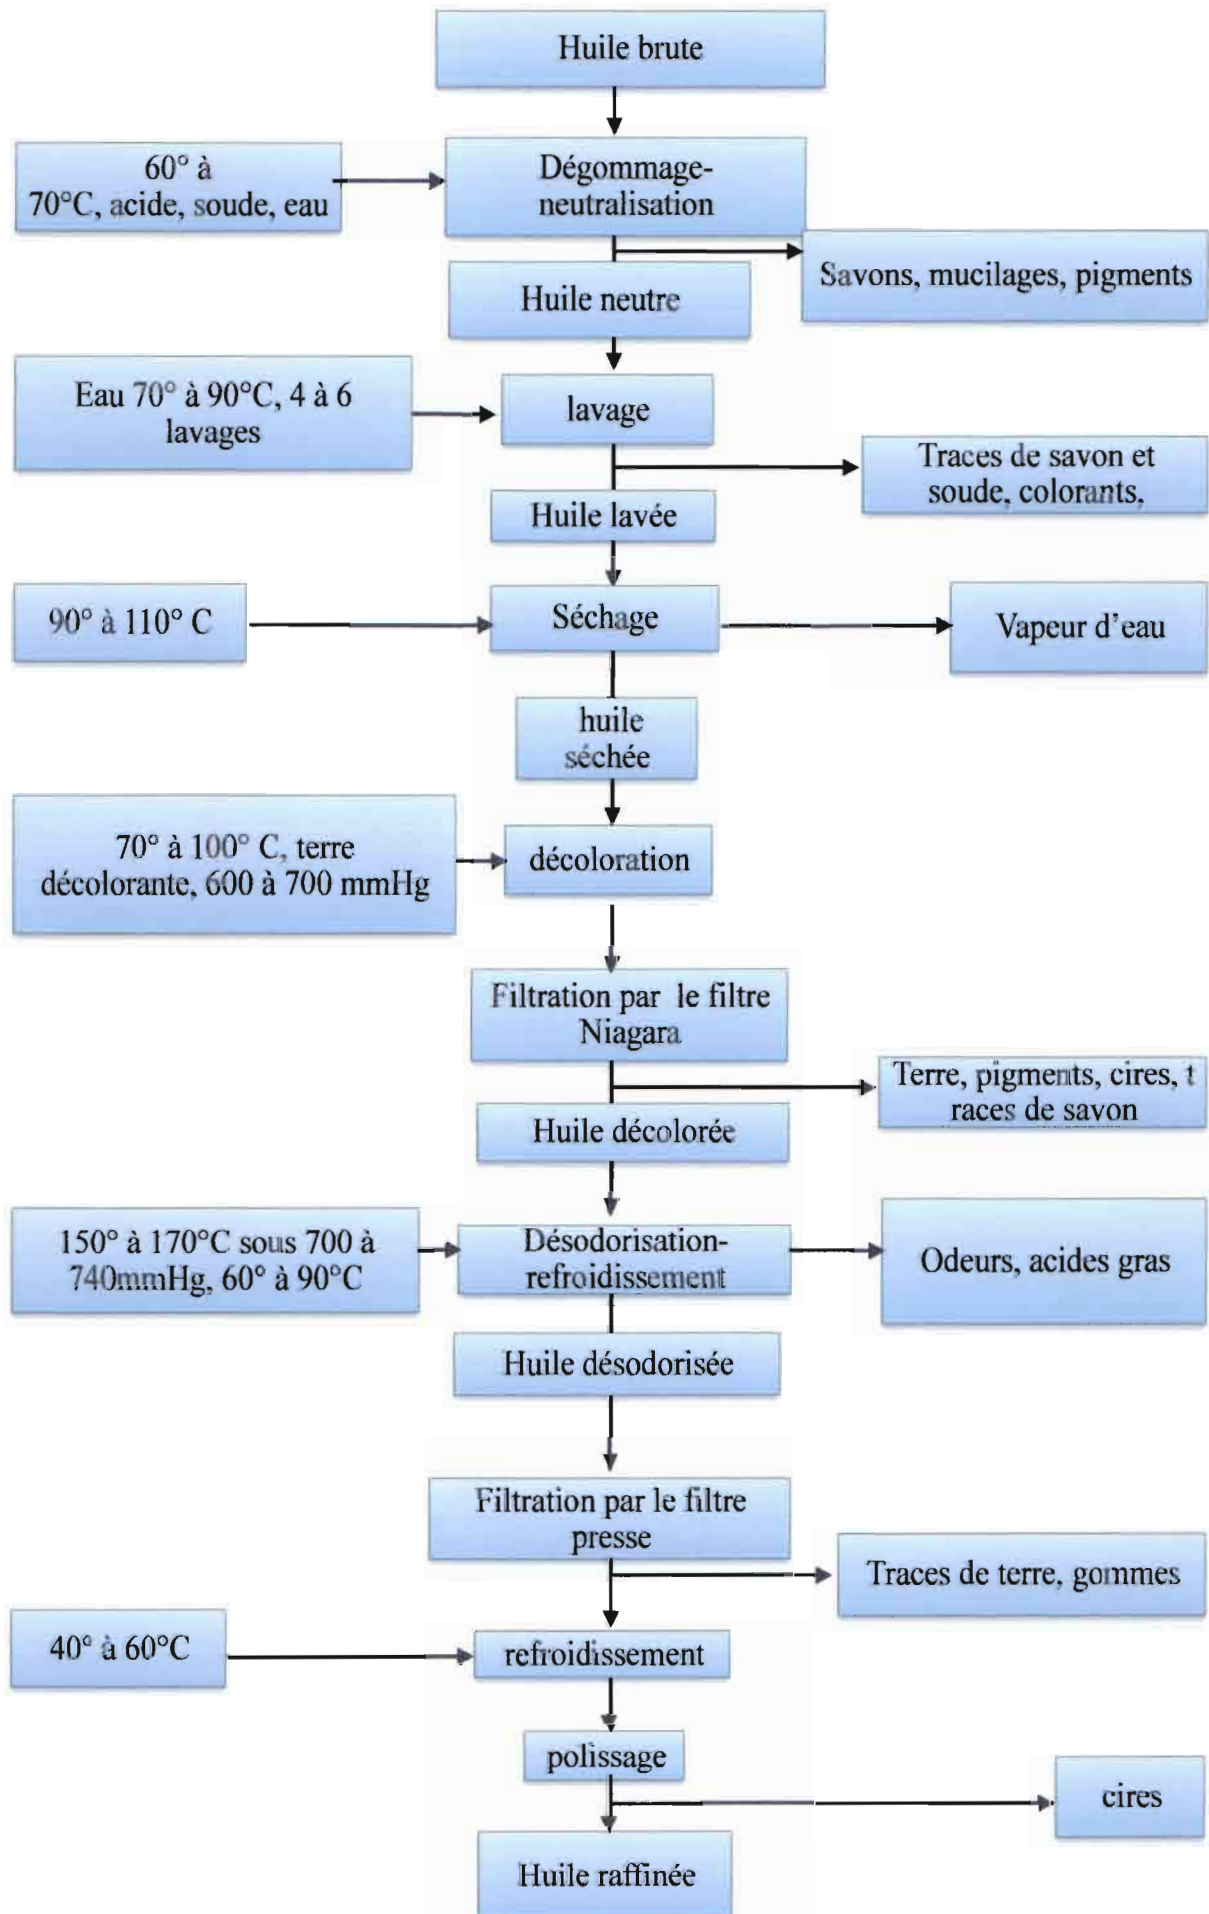 Huile brute
60° à
70°C, acide, soude, eau
Dégommage-
neutralisation
Savons, mucilages, pigments
Huile neutre
Eau 70° à 90°C, 4 à 6
lavages
lavage
Traces de savon et
soude, colorants,
Huile lavée
90° à 110° C
Séchage
Vapeur d'eau
huile
séchée
70° à 100° C, terre
décolorante, 600 à 700 mmHg
décoloration
Filtration par le filtre
Niagara
Terre, pigments, cires, t
races de savon
Huile décolorée
150° à 170°C sous 700 à
740mmHg, 60° à 90°C
Désodorisation-
refroidissement
Odeurs, acides gras
Huile désodorisée
Filtration par le filtre
presse
Traces de terre, gommes
40° à 60°C
refroidissement
polissage
cires
Huile raffinée